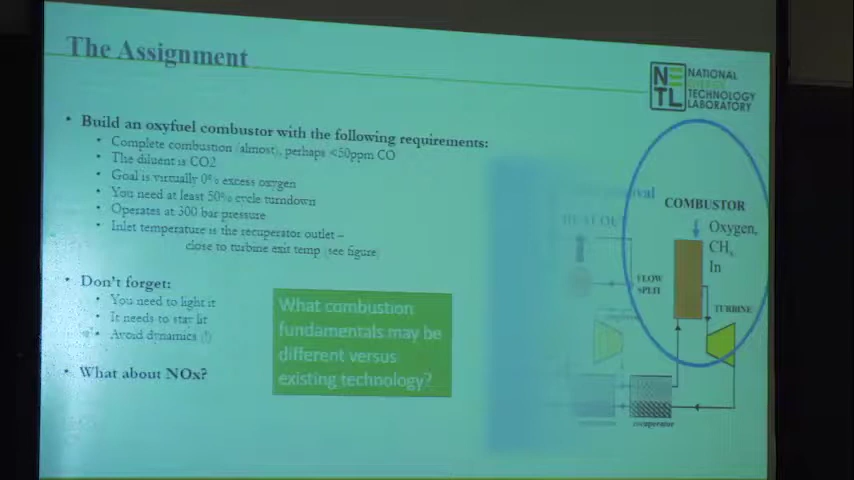 The Assignment
NETL
NATIONAL
ENERGY
TECHNOLOGY
LABORATORY
• Build an oxyfuel combustor with the following requirements:
• Complete combustion (almost), perhaps <50ppm CO
• The diluent is CO2
• Goal is virtually 0% excess oxygen
• You need at least 50% cycle turndown
• Operates at 300 bar pressure
• Inlet temperature is the recuperator outlet –
close to turbine exit temp (see figure)
• Don't forget:
• You need to light it
• It needs to stay lit
• Avoid dynamics (!)
• What about NOx?
What combustion
fundamentals may be
different versus
existing technology?
HEAT OUT
COMBUSTOR
Oxygen,
CH4
In
FLOW
SPLIT
TURBINE
recuperator